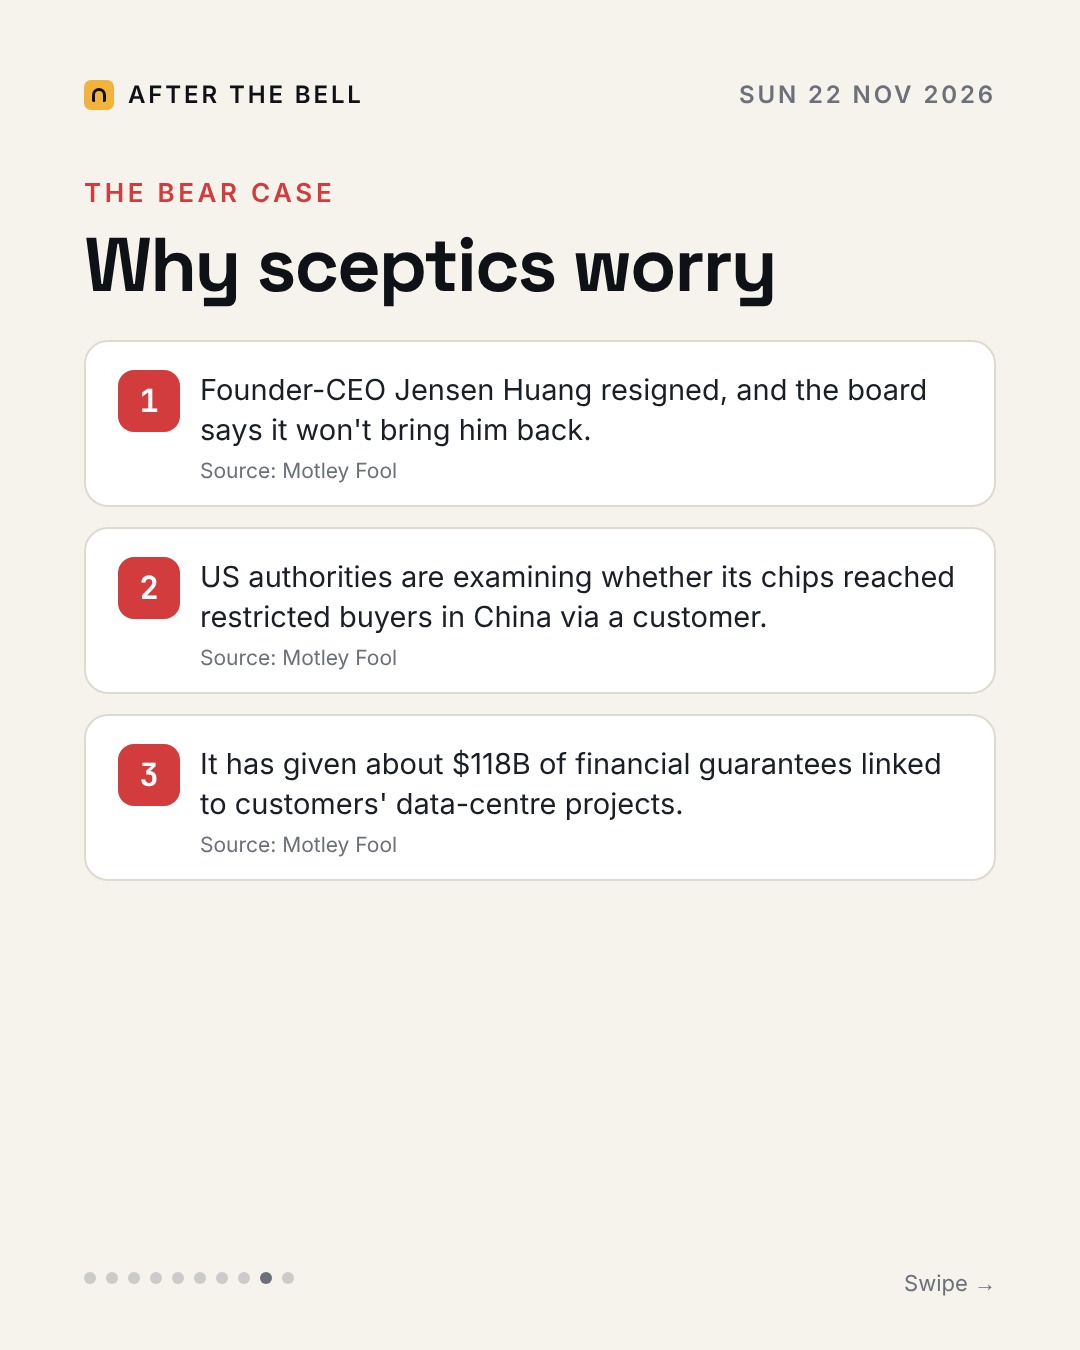 AFTER THE BELL
SUN 22 NOV 2026
THE BEAR CASE
Why sceptics worry
1
Founder-CEO Jensen Huang resigned, and the board
says it won't bring him back.
Source: Motley Fool
2
US authorities are examining whether its chips reached
restricted buyers in China via a customer.
Source: Motley Fool
3
It has given about $118B of financial guarantees linked
to customers' data-centre projects.
Source: Motley Fool
Swipe →